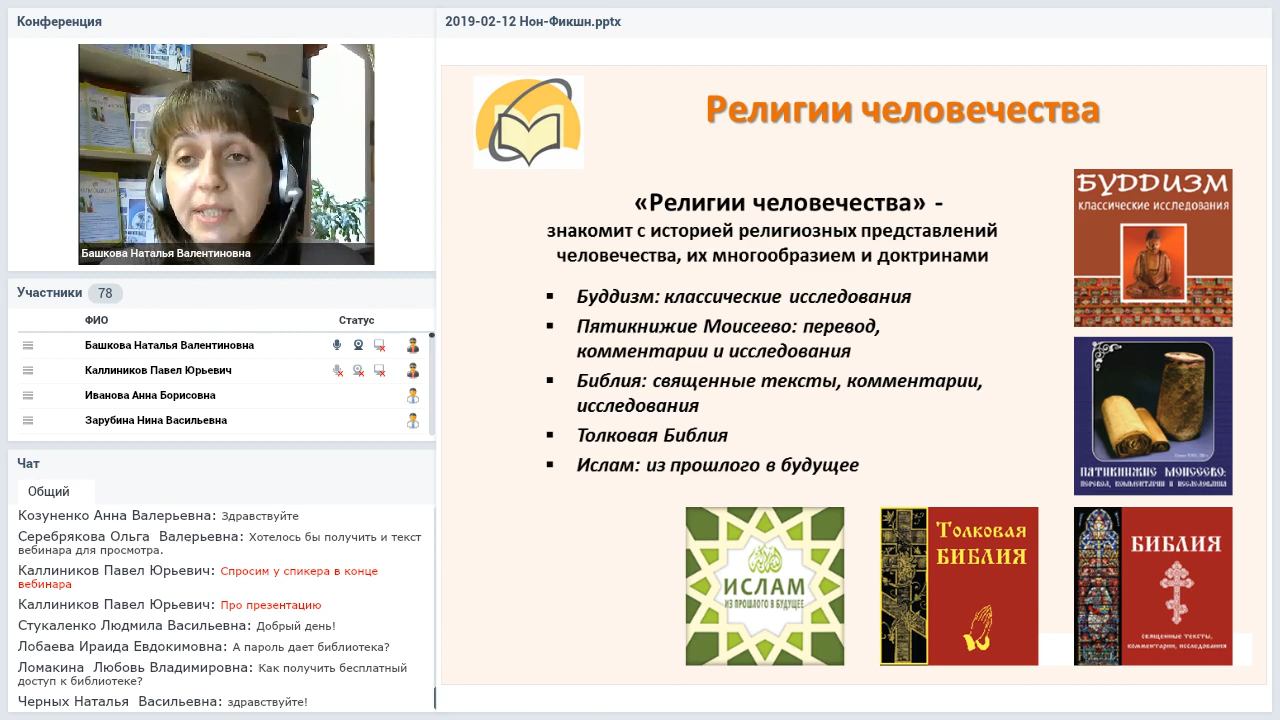 Конференция
Башкова Наталья Валентиновна
Участники 78
ФИО Статус
Башкова Наталья Валентиновна
Каллиников Павел Юрьевич
Иванова Анна Борисовна
Зарубина Нина Васильевна
Чат
Общий
Козуненко Анна Валерьевна: Здравствуйте
Серебрякова Ольга Валерьевна: Хотелось бы получить и текст
вебинара для просмотра.
Каллиников Павел Юрьевич: Спросим у спикера в конце
вебинара
Каллиников Павел Юрьевич: Про презентацию
Стукаленко Людмила Васильевна: Добрый день!
Лобаева Ираида Евдокимовна: А пароль дает библиотека?
Ломакина Любовь Владимировна: Как получить бесплатный
доступ к библиотеке?
Черных Наталья Васильевна: здравствуйте!
2019-02-12 Нон-Фикшн.pptx
Религии человечества
«Религии человечества» -
знакомит с историей религиозных представлений
человечества, их многообразием и доктринами
▪ Буддизм: классические исследования
▪ Пятикнижие Моисеево: перевод,
комментарии и исследования
▪ Библия: священные тексты, комментарии,
исследования
▪ Толковая Библия
▪ Ислам: из прошлого в будущее
БУДДИЗМ
КЛАССИЧЕСКИЕ ИССЛЕДОВАНИЯ
ПЯТИКНИЖИЕ МОИСЕЕВО:
ПЕРЕВОД, КОММЕНТАРИИ И ИССЛЕДОВАНИЯ
ИСЛАМ
ИЗ ПРОШЛОГО В БУДУЩЕЕ
Толковая
БИБЛИЯ
БИБЛИЯ
священные тексты,
комментарии, исследования